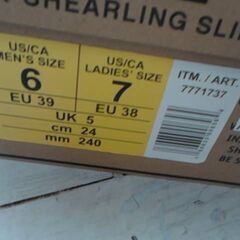 SHEARLING
US/CA
MEN'S SIZE
6
EU 39
US/CA
LADIES' SIZE
7
EU 38
UK 5
cm 24
mm 240
ITM. / ART.
7771737